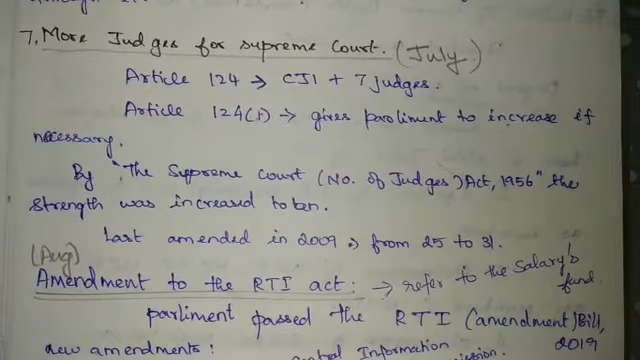 7. More Judges for Supreme Court. (July)
Article 124 → CJI + 7 judges.
Article 124(1) → gives parliment to increase if
necessary.
By "The Supreme Court (No. of Judges) Act, 1956" the
strength was increased to ten.
Last amended in 2009 → from 25 to 31.
(Aug)
Amendment to the RTI act: → refer to the Salary's
fund.
parliment passed the RTI (amendment) Bill,
2019
new amendments:
Central Information